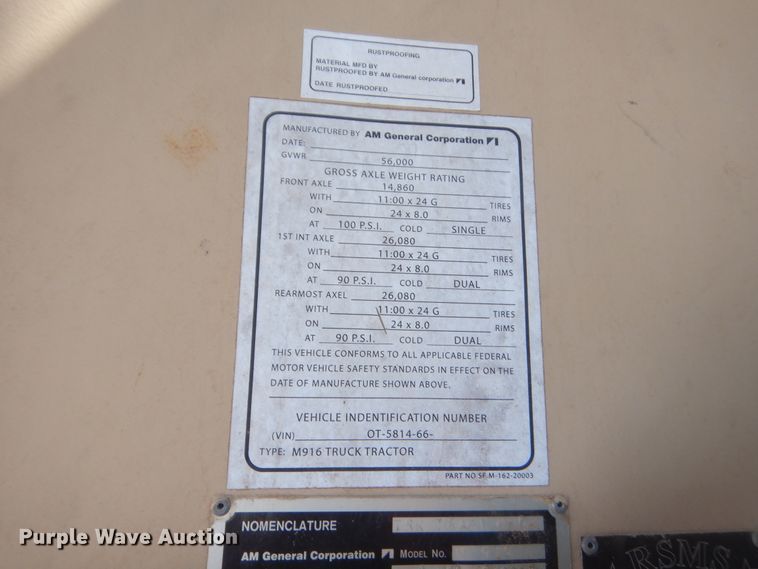 RUSTPROOFING
MATERIAL MFD BY
RUSTPROOFED BY AM General corporation
DATE RUSTPROOFED
MANUFACTURED BY AM General Corporation
DATE:
GVWR 56,000
GROSS AXLE WEIGHT RATING
FRONT AXLE 14,860
WITH 11:00 x 24 G TIRES
ON 24 x 8.0 RIMS
AT 100 P.S.I. COLD SINGLE
1ST INT AXLE 26,080
WITH 11:00 x 24 G TIRES
ON 24 x 8.0 RIMS
AT 90 P.S.I. COLD DUAL
REARMOST AXEL 26,080
WITH 11:00 x 24 G TIRES
ON 24 x 8.0 RIMS
AT 90 P.S.I. COLD DUAL
THIS VEHICLE CONFORMS TO ALL APPLICABLE FEDERAL
MOTOR VEHICLE SAFETY STANDARDS IN EFFECT ON THE
DATE OF MANUFACTURE SHOWN ABOVE.
VEHICLE INDENTIFICATION NUMBER
(VIN) OT-5814-66-
TYPE: M916 TRUCK TRACTOR
PART NO SF M-162-20003
NOMENCLATURE
AM General Corporation MODEL No.
RSMS
Purple Wave Auction